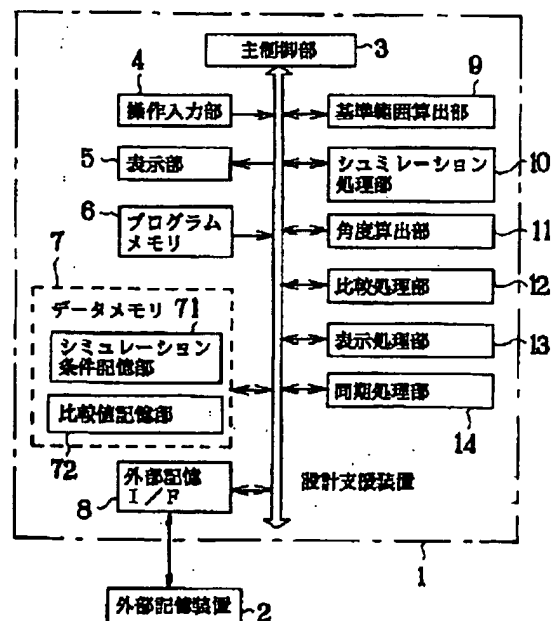 主制御部
3
4
操作入力部
5
表示部
6
プログラム
メモリ
7
データメモリ
71
シミュレーション
条件記憶部
比較値記憶部
72
外部記憶
I/F
8
9
基準範囲算出部
シュミレーション
処理部
10
角度算出部
11
比較処理部
12
表示処理部
13
同期処理部
14
設計支援装置
1
外部記憶装置
2